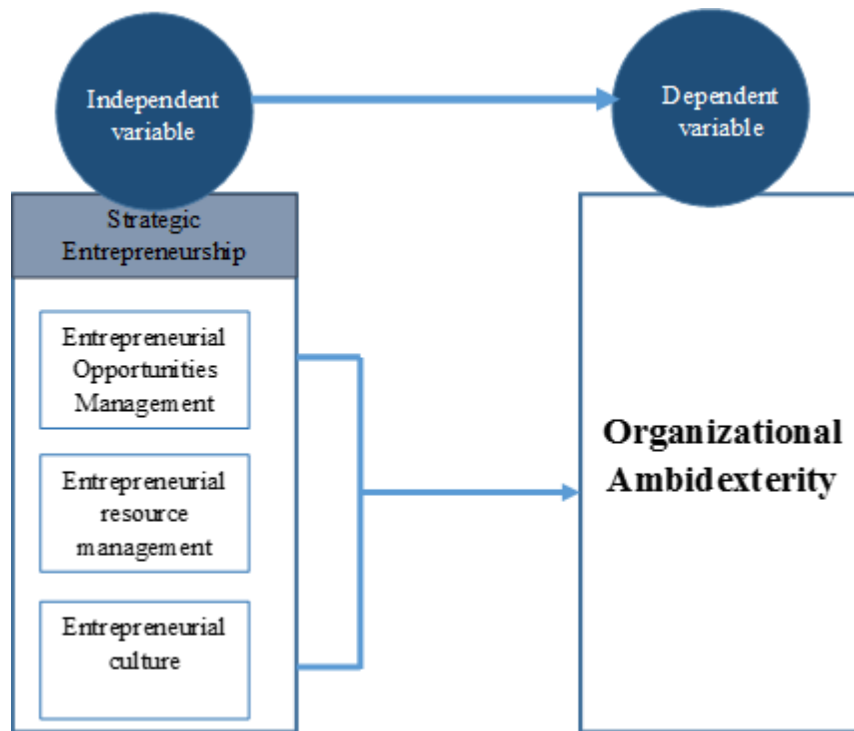 Independent
variable
Dependent
variable
Strategic
Entrepreneurship
Entrepreneurial
Opportunities
Management
Entrepreneurial
resource
management
Entrepreneurial
culture
Organizational
Ambidexterity